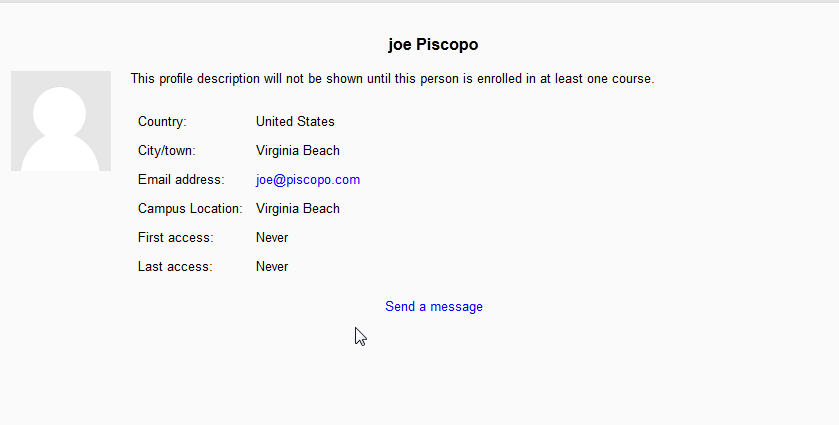 joe Piscopo
This profile description will not be shown until this person is enrolled in at least one course.
Country: United States
City/town: Virginia Beach
Email address: joe@piscopo.com
Campus Location: Virginia Beach
First access: Never
Last access: Never
Send a message